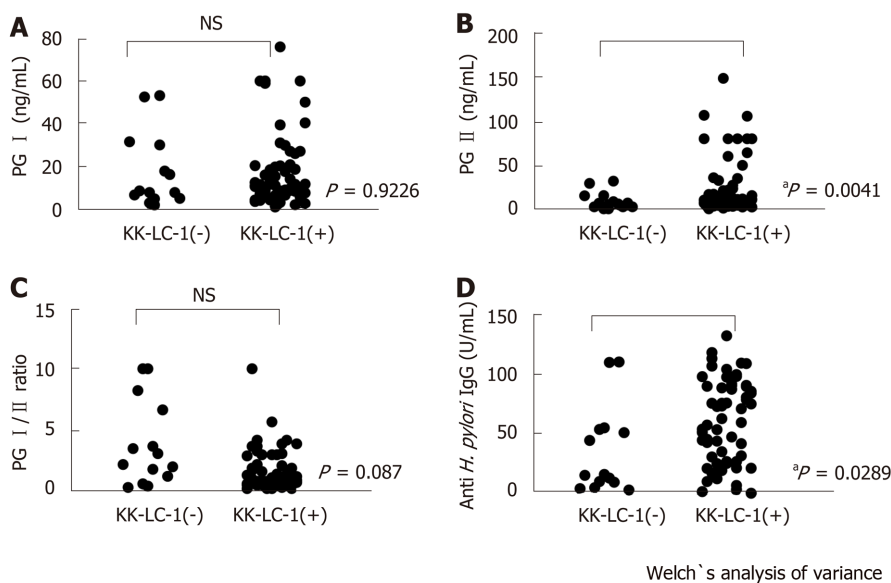 A
NS
PG Ⅰ (ng/mL)
80
60
40
20
0
P = 0.9226
KK-LC-1(-) KK-LC-1(+)
B
PG Ⅱ (ng/mL)
200
150
100
50
0
aP = 0.0041
KK-LC-1(-) KK-LC-1(+)
C
NS
PG Ⅰ/Ⅱ ratio
15
10
5
0
P = 0.087
KK-LC-1(-) KK-LC-1(+)
D
Anti H. pylori IgG (U/mL)
150
100
50
0
aP = 0.0289
KK-LC-1(-) KK-LC-1(+)
Welch`s analysis of variance